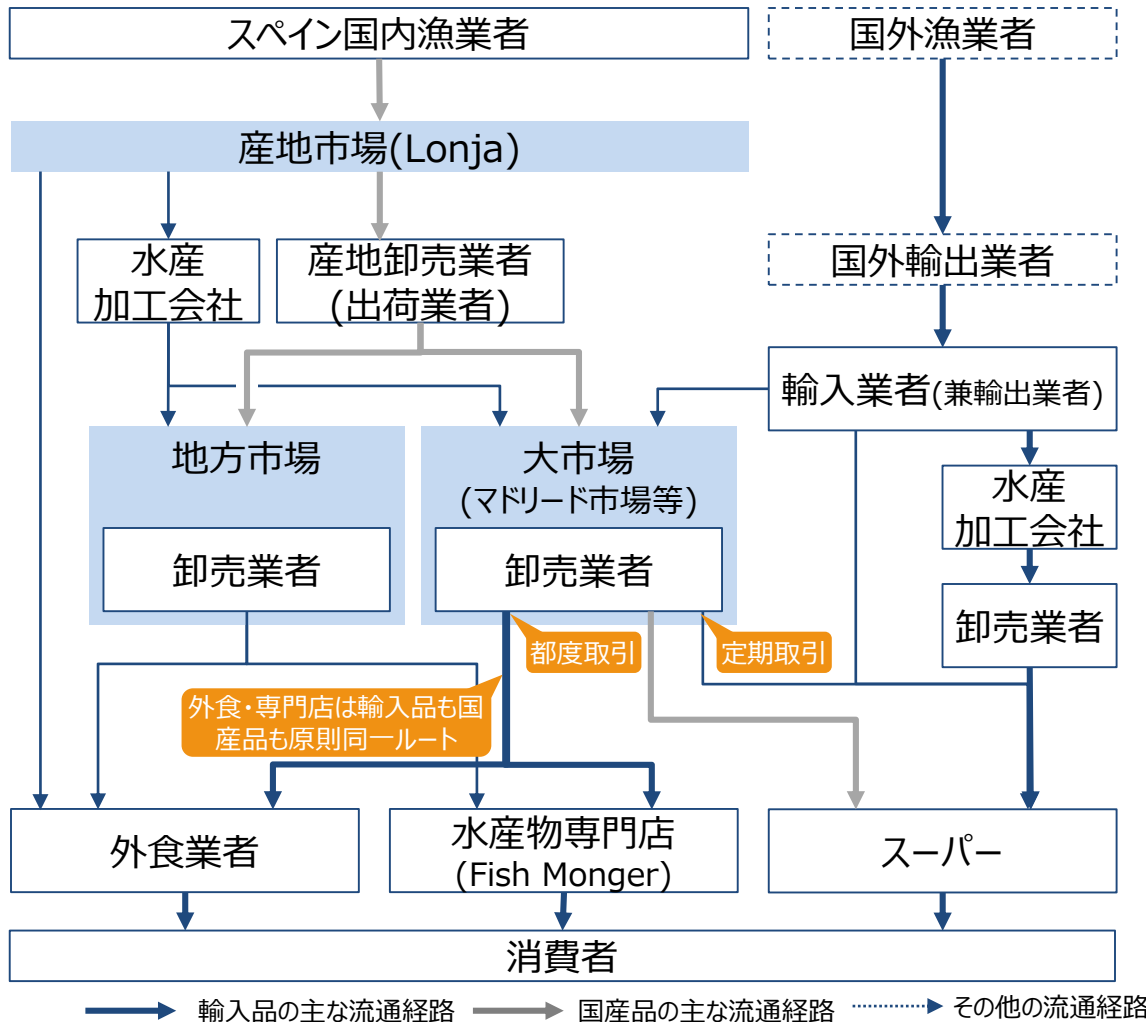 スペイン国内漁業者
国外漁業者
産地市場(Lonja)
水産
加工会社
産地卸売業者
(出荷業者)
国外輸出業者
輸入業者(兼輸出業者)
地方市場
大市場
(マドリード市場等)
水産
加工会社
卸売業者
卸売業者
卸売業者
都度取引
定期取引
外食・専門店は輸入品も国
産品も原則同一ルート
外食業者
水産物専門店
(Fish Monger)
スーパー
消費者
輸入品の主な流通経路
国産品の主な流通経路
その他の流通経路